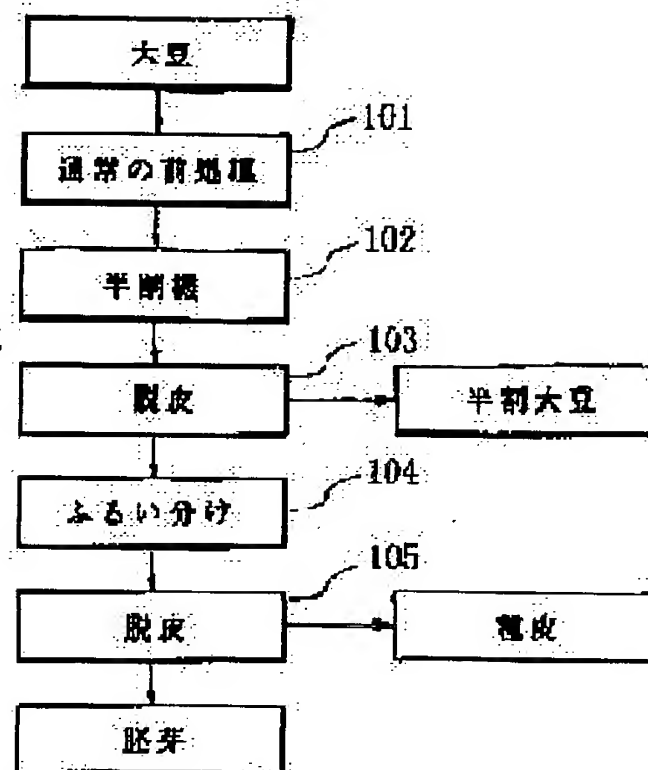 大豆
101
通常の前処理
102
半割機
103
脱皮
半割大豆
104
ふるい分け
105
脱皮
種皮
胚芽